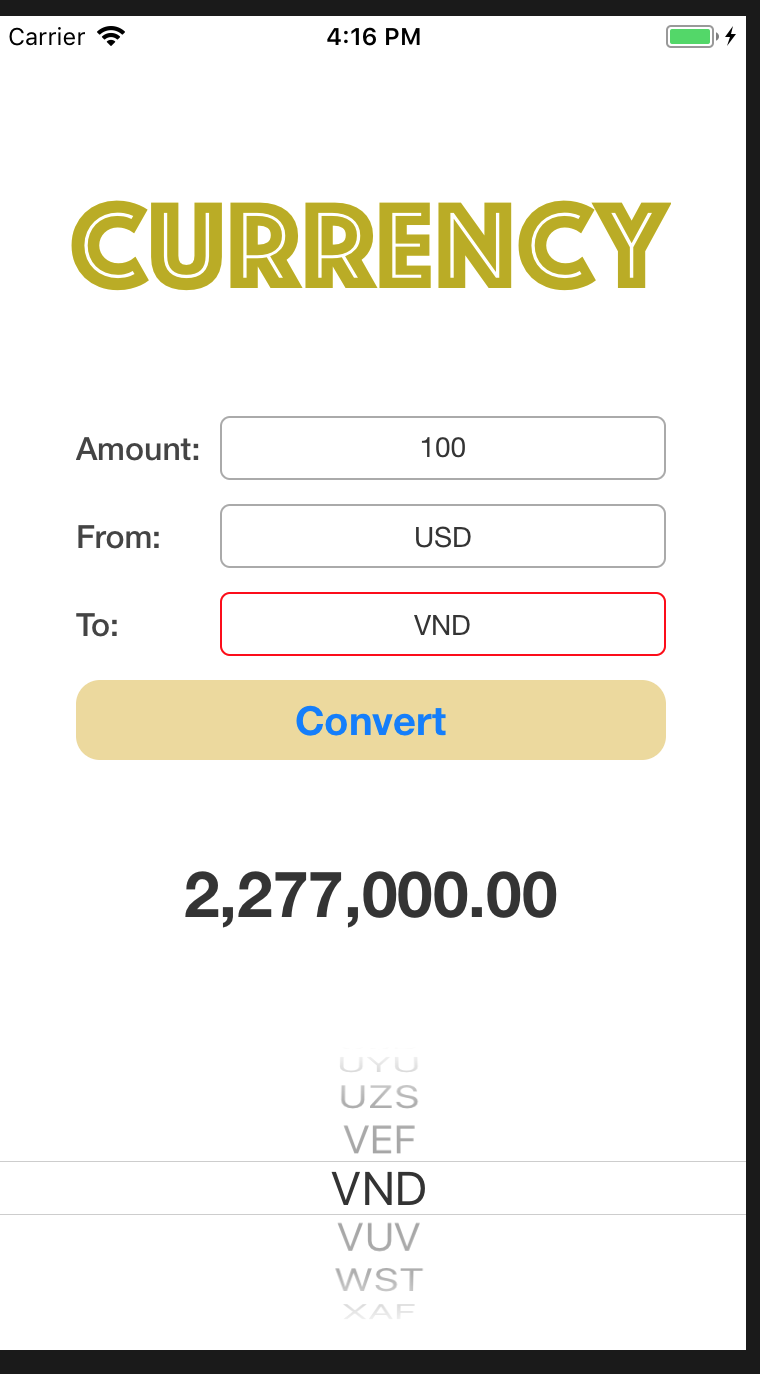 Carrier 4:16 PM
CURRENCY
Amount: 100
From: USD
To: VND
Convert
2,277,000.00
UYU
UZS
VEF
VND
VUV
WST
XAF